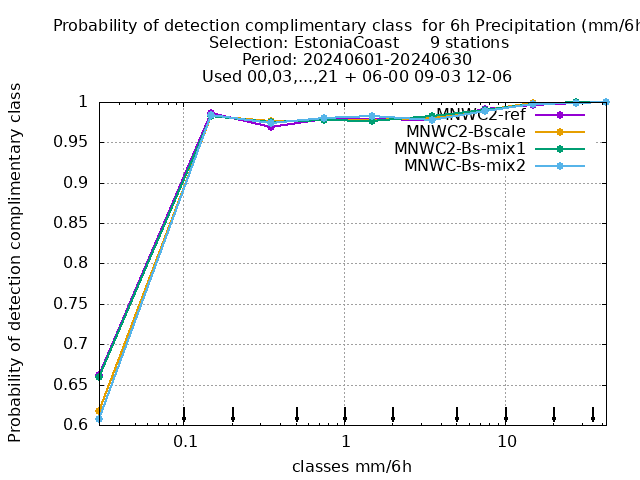 Probability of detection complimentary class  for 6h Precipitation (mm/6h
Selection: EstoniaCoast      9 stations
Period: 20240601-20240630
Used 00,03,...,21 + 06-00 09-03 12-06
Probability of detection complimentary class
1
0.95
0.9
0.85
0.8
0.75
0.7
0.65
0.6
MNWC2-ref
MNWC2-Bscale
MNWC2-Bs-mix1
MNWC-Bs-mix2
0.1
1
10
classes mm/6h